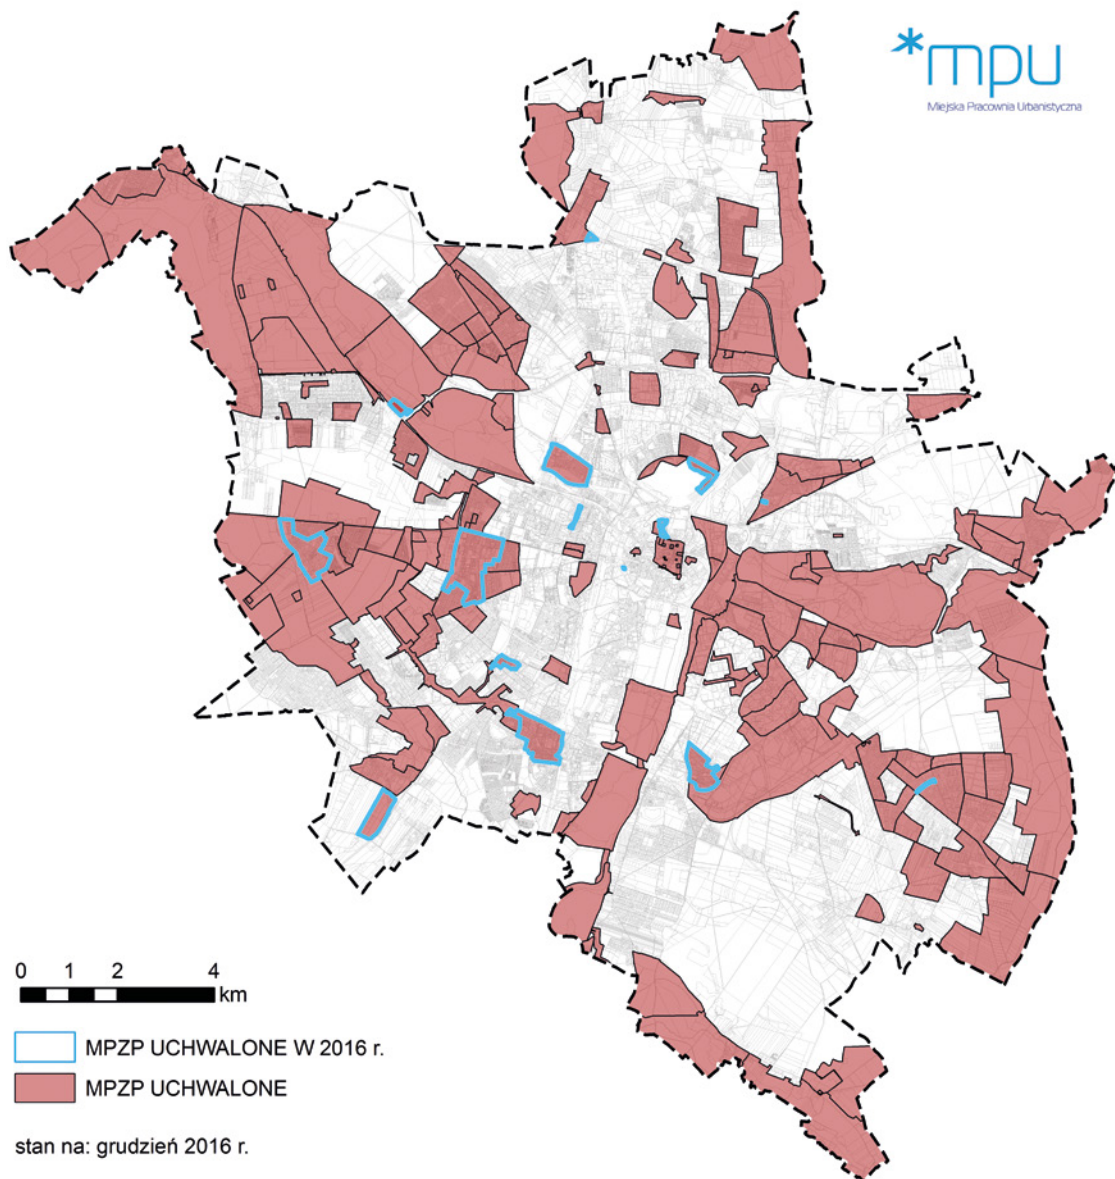 *mpu
Miejska Pracownia Urbanistyczna
0 1 2 4
km
MPZP UCHWALONE W 2016 r.
MPZP UCHWALONE
stan na: grudzień 2016 r.